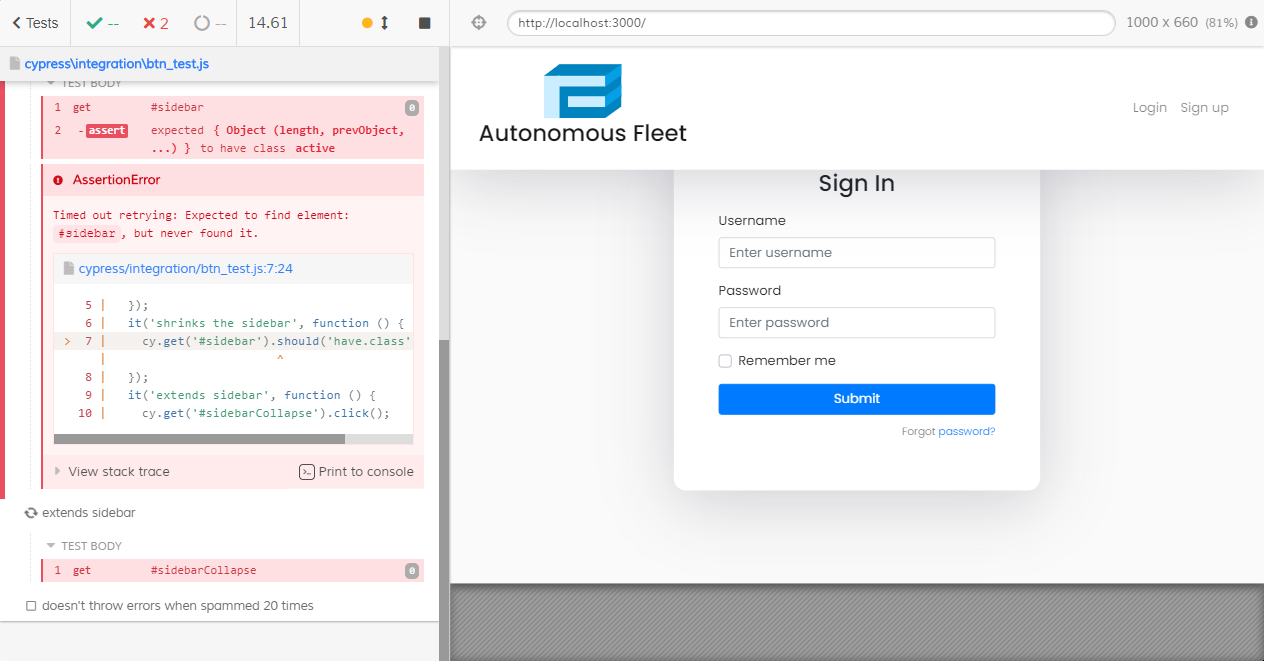 Tests
--
2
--
14.61
cypress\integration\btn_test.js
TEST BODY
1 get #sidebar 0
2 -assert expected { Object (length, prevObject,
...) } to have class active
AssertionError
Timed out retrying: Expected to find element:
#sidebar, but never found it.
cypress/integration/btn_test.js:7:24
5 | });
6 | it('shrinks the sidebar', function () {
> 7 | cy.get('#sidebar').should('have.class'
| ^
8 | });
9 | it('extends sidebar', function () {
10 | cy.get('#sidebarCollapse').click();
View stack trace
Print to console
extends sidebar
TEST BODY
1 get #sidebarCollapse 0
doesn't throw errors when spammed 20 times
http://localhost:3000/
1000 x 660 (81%)
Autonomous Fleet
Login Sign up
Sign In
Username
Enter username
Password
Enter password
Remember me
Submit
Forgot password?